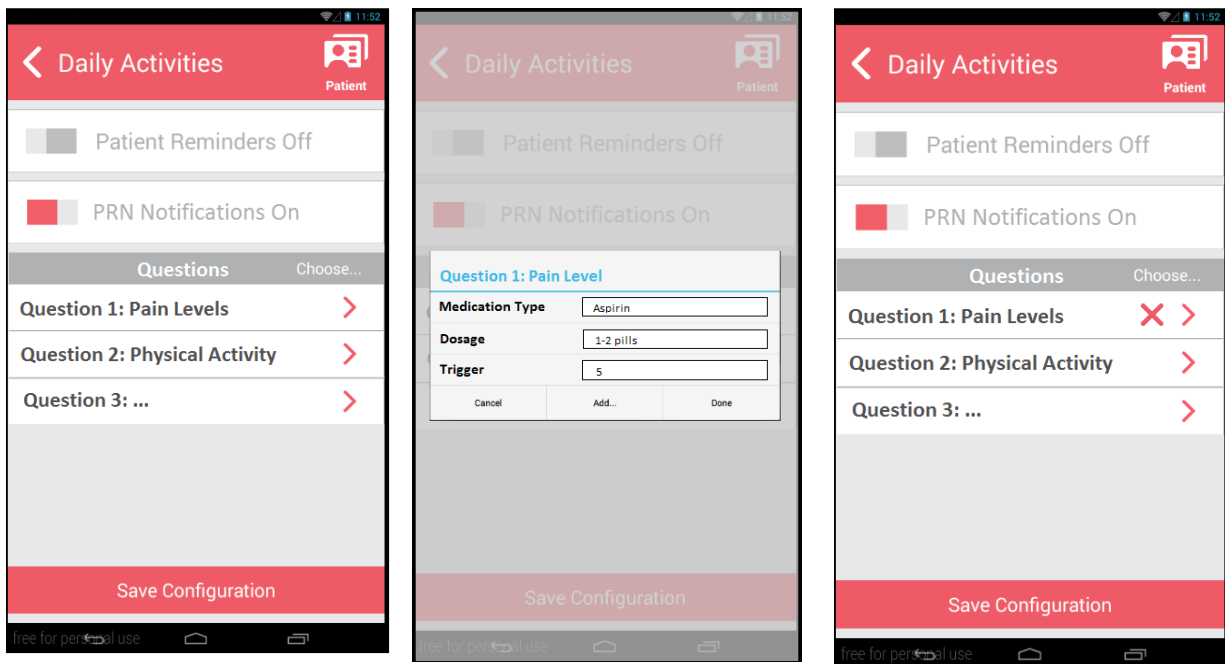 11:52
Daily Activities
Patient
Patient Reminders Off
PRN Notifications On
Questions Choose...
Question 1: Pain Levels
Question 2: Physical Activity
Question 3: ...
Save Configuration
free for personal use
11:52
Daily Activities
Patient
Patient Reminders Off
PRN Notifications On
Question 1: Pain Level
Medication Type Aspirin
Dosage 1-2 pills
Trigger 5
Cancel Add... Done
Save Configuration
free for personal use
11:52
Daily Activities
Patient
Patient Reminders Off
PRN Notifications On
Questions Choose...
Question 1: Pain Levels
Question 2: Physical Activity
Question 3: ...
Save Configuration
free for personal use